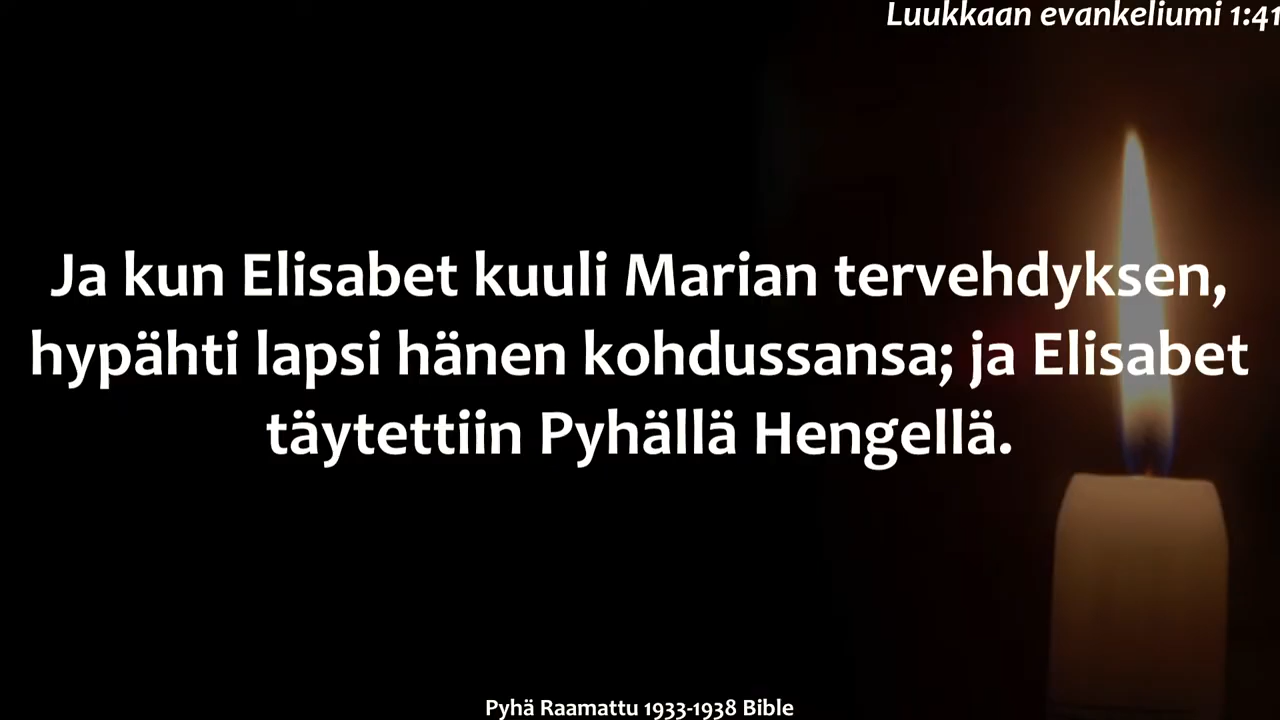 Luukkaan evankeliumi 1:41
Ja kun Elisabet kuuli Marian tervehdyksen,
hypähti lapsi hänen kohdussansa; ja Elisabet
täytettiin Pyhällä Hengellä.
Pyhä Raamattu 1933-1938 Bible